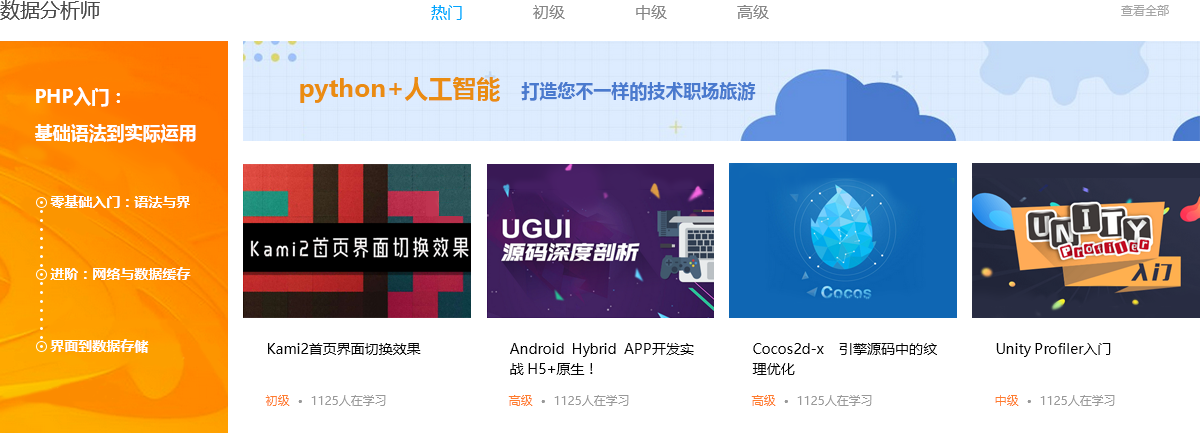 数据分析师
热门
初级
中级
高级
查看全部
PHP入门：
基础语法到实际运用
零基础入门：语法与界
进阶：网络与数据缓存
界面到数据存储
python+人工智能 打造您不一样的技术职场旅游
Kami2首页界面切换效果
UGUI
源码深度剖析
Cocos
UNITY
Profiler
入门
Kami2首页界面切换效果
初级 • 1125人在学习
Android Hybrid APP开发实
战 H5+原生！
高级 • 1125人在学习
Cocos2d-x 引擎源码中的纹
理优化
高级 • 1125人在学习
Unity Profiler入门
中级 • 1125人在学习